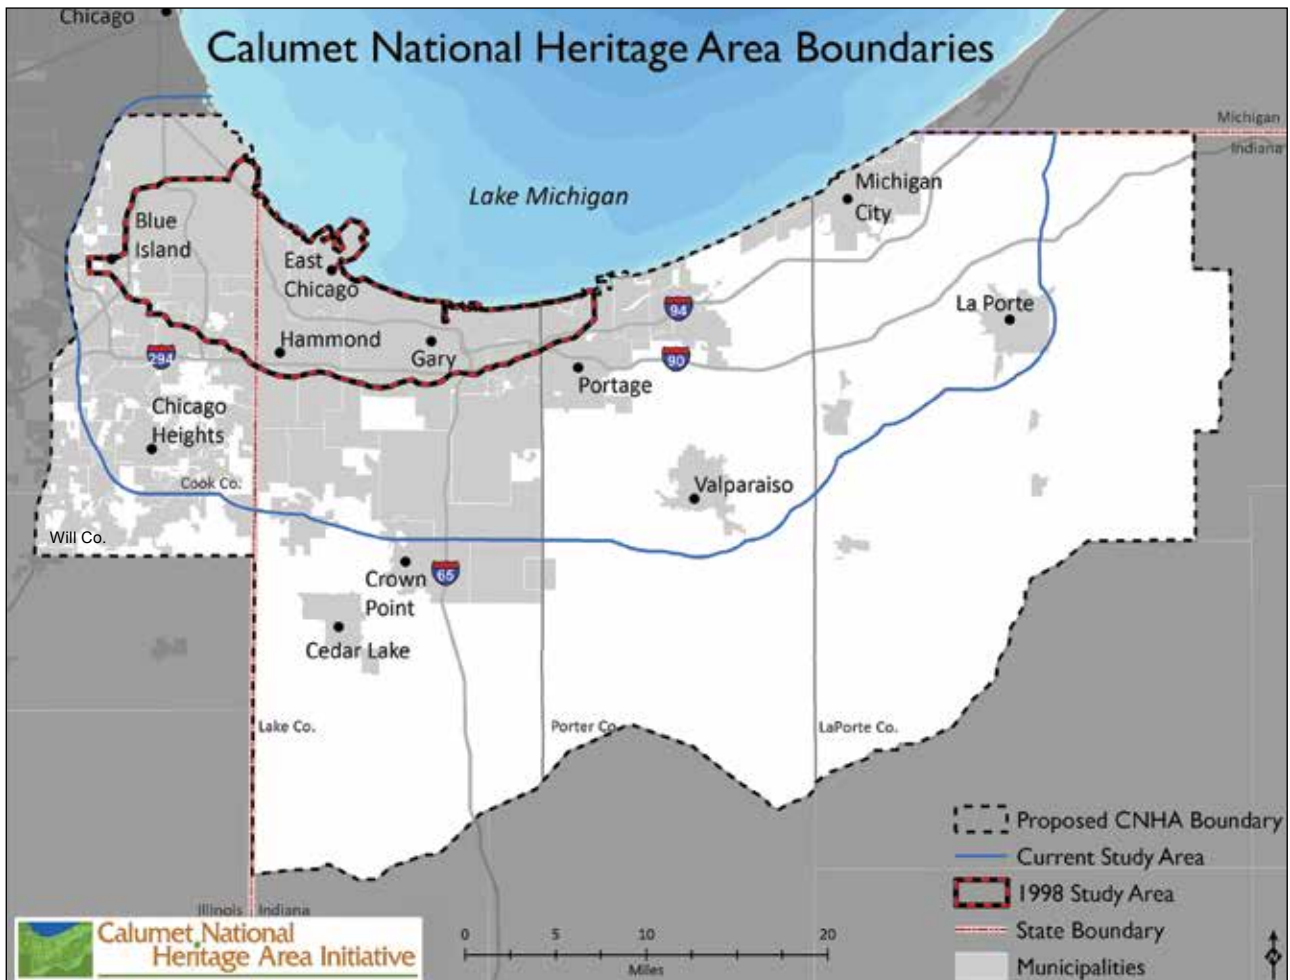 Chicago
Calumet National Heritage Area Boundaries
Michigan
Indiana
Lake Michigan
Michigan
City
Blue
Island
East
Chicago
94
La Porte
Hammond
Gary
294
90
Portage
Chicago
Heights
Cook Co.
Valparaiso
Will Co.
Crown
Point
65
Cedar Lake
Lake Co.
Porter Co.
LaPorte Co.
Proposed CNHA Boundary
Current Study Area
1998 Study Area
State Boundary
Municipalities
Illinois
Indiana
Calumet National
Heritage Area Initiative
0 5 10 20
Miles
N